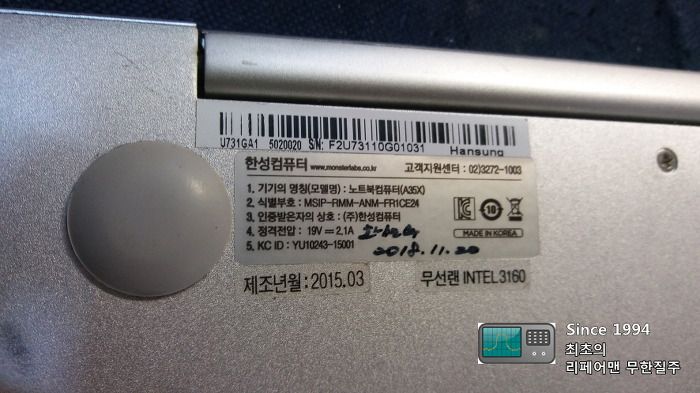 U731GA1 5020020 S/N: F2U73110G01031
Hansung
한성컴퓨터 www.monsterlabs.co.kr 고객지원센터 : 02)3272-1003
1. 기기의 명칭(모델명) : 노트북컴퓨터(A35X)
2. 식별부호 : MSIP-RMM-ANM-FR1CE24
3. 인증받은자의 상호 : (주)한성컴퓨터
4. 정격전압 : 19V = 2.1A
5. KC ID : YU10243-15001
2018.11.20
10
MADE IN KOREA
제조년월 : 2015.03
무선랜 INTEL 3160
Since 1994
최초의
리페어맨 무한질주